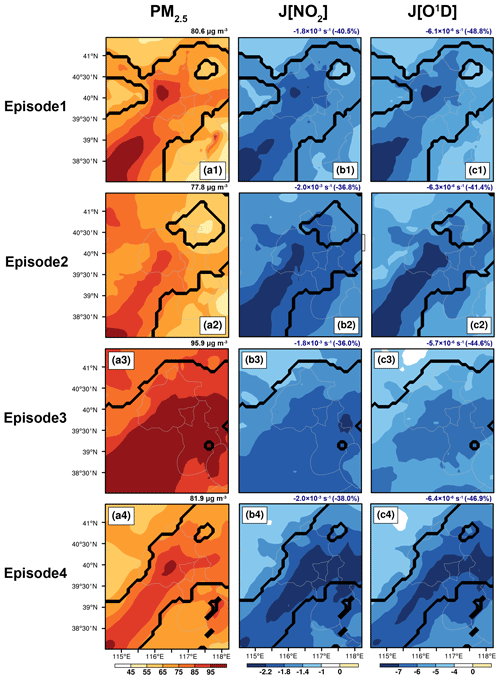 PM₂.₅ J[NO₂] J[O¹D]
80.6 µg m⁻³ -1.8×10⁻³ s⁻¹ (-40.5%) -6.1×10⁻⁶ s⁻¹ (-48.8%)
41°N
40°30'N
40°N
Episode1
39°30'N
39°N
38°30'N
(a1) (b1) (c1)
77.8 µg m⁻³ -2.0×10⁻³ s⁻¹ (-36.8%) -6.3×10⁻⁶ s⁻¹ (-41.4%)
41°N
40°30'N
40°N
Episode2
39°30'N
39°N
38°30'N
(a2) (b2) (c2)
95.9 µg m⁻³ -1.8×10⁻³ s⁻¹ (-36.0%) -5.7×10⁻⁶ s⁻¹ (-44.6%)
(a3) (b3) (c3)
41°N
40°30'N
40°N
Episode3
39°30'N
39°N
38°30'N
81.9 µg m⁻³ -2.0×10⁻³ s⁻¹ (-38.0%) -6.4×10⁻⁶ s⁻¹ (-46.9%)
(a4) (b4) (c4)
41°N
40°30'N
40°N
Episode4
39°30'N
39°N
38°30'N
115°E 116°E 117°E 118°E 115°E 116°E 117°E 118°E 115°E 116°E 117°E 118°E
45 55 65 75 85 95 -2.2 -1.8 -1.4 -1 0 -7 -6 -5 -4 0